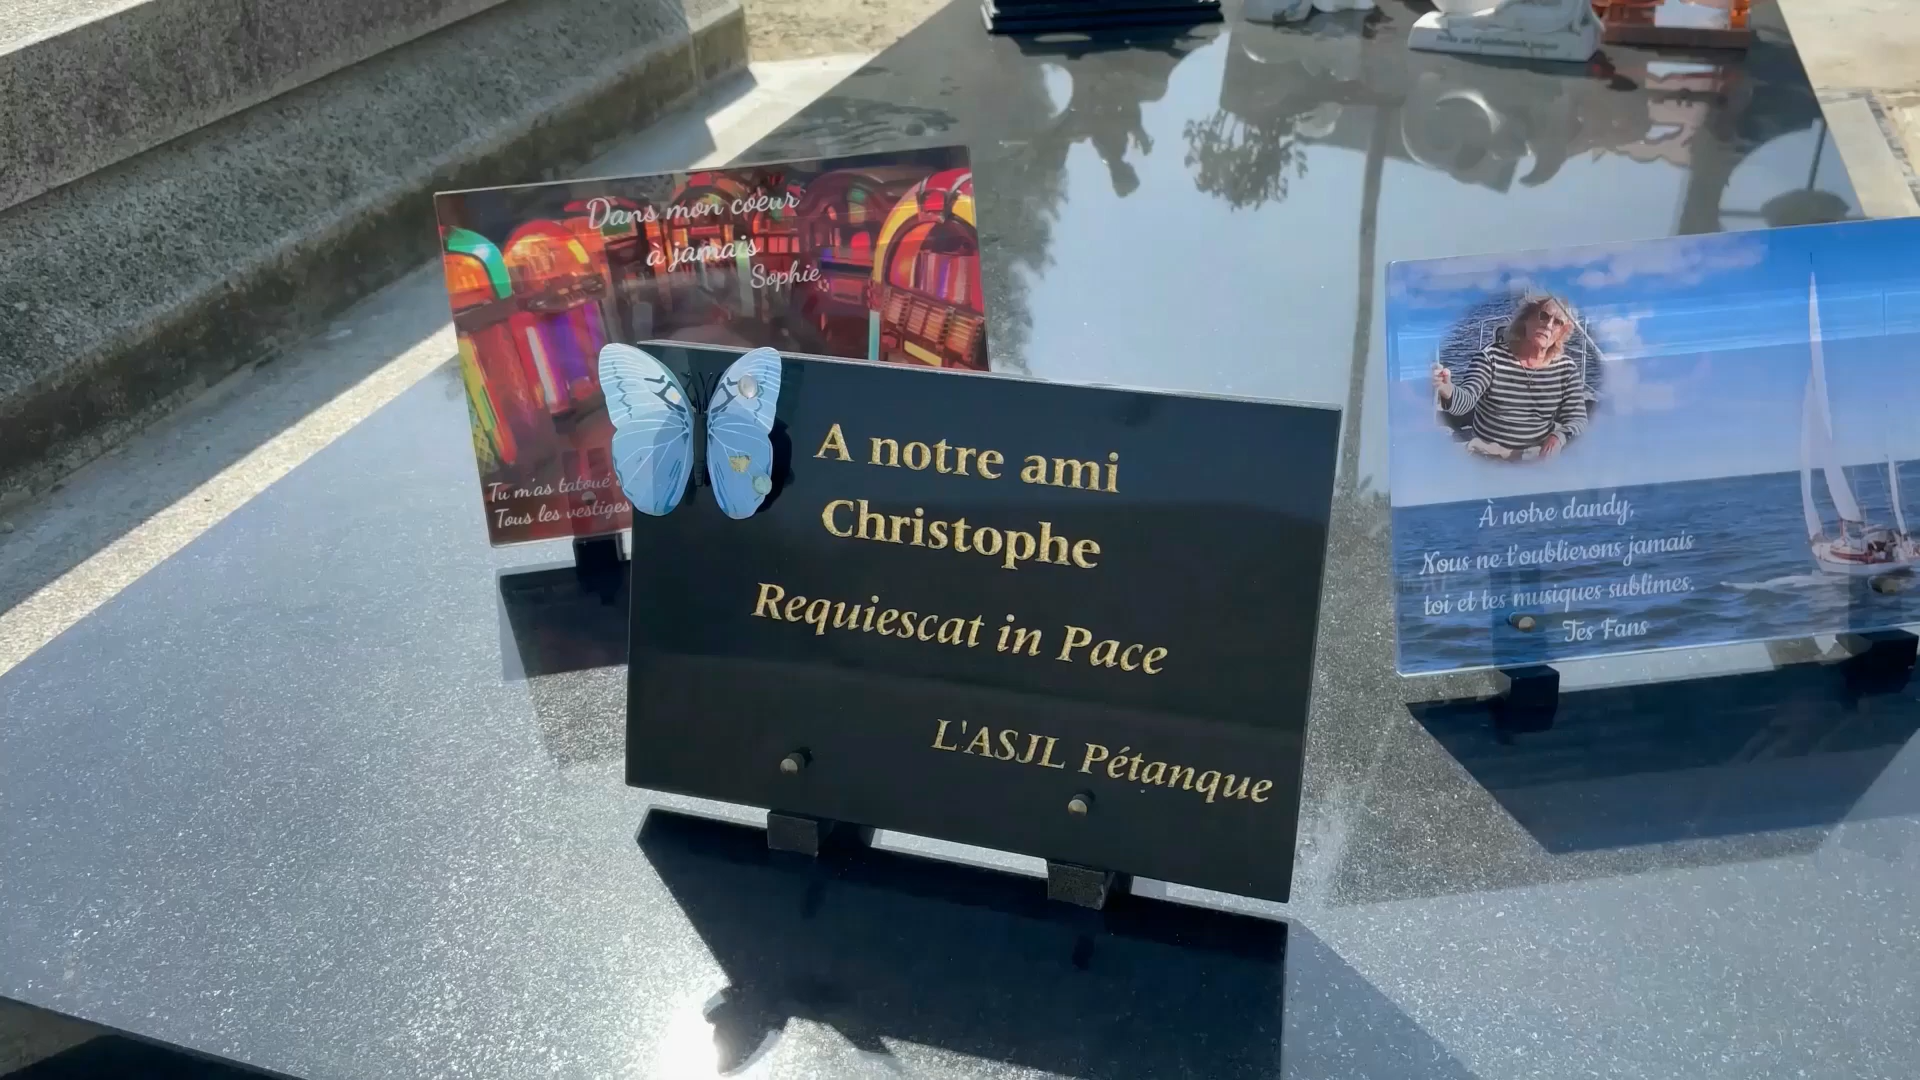 Dans mon cœur
à jamais
Sophie
Tu m'as tatoué
Tous les vestiges
A notre ami
Christophe
Requiescat in Pace
L'ASJL Pétanque
À notre dandy,
Nous ne t'oublierons jamais
toi et tes musiques sublimes.
Tes Fans